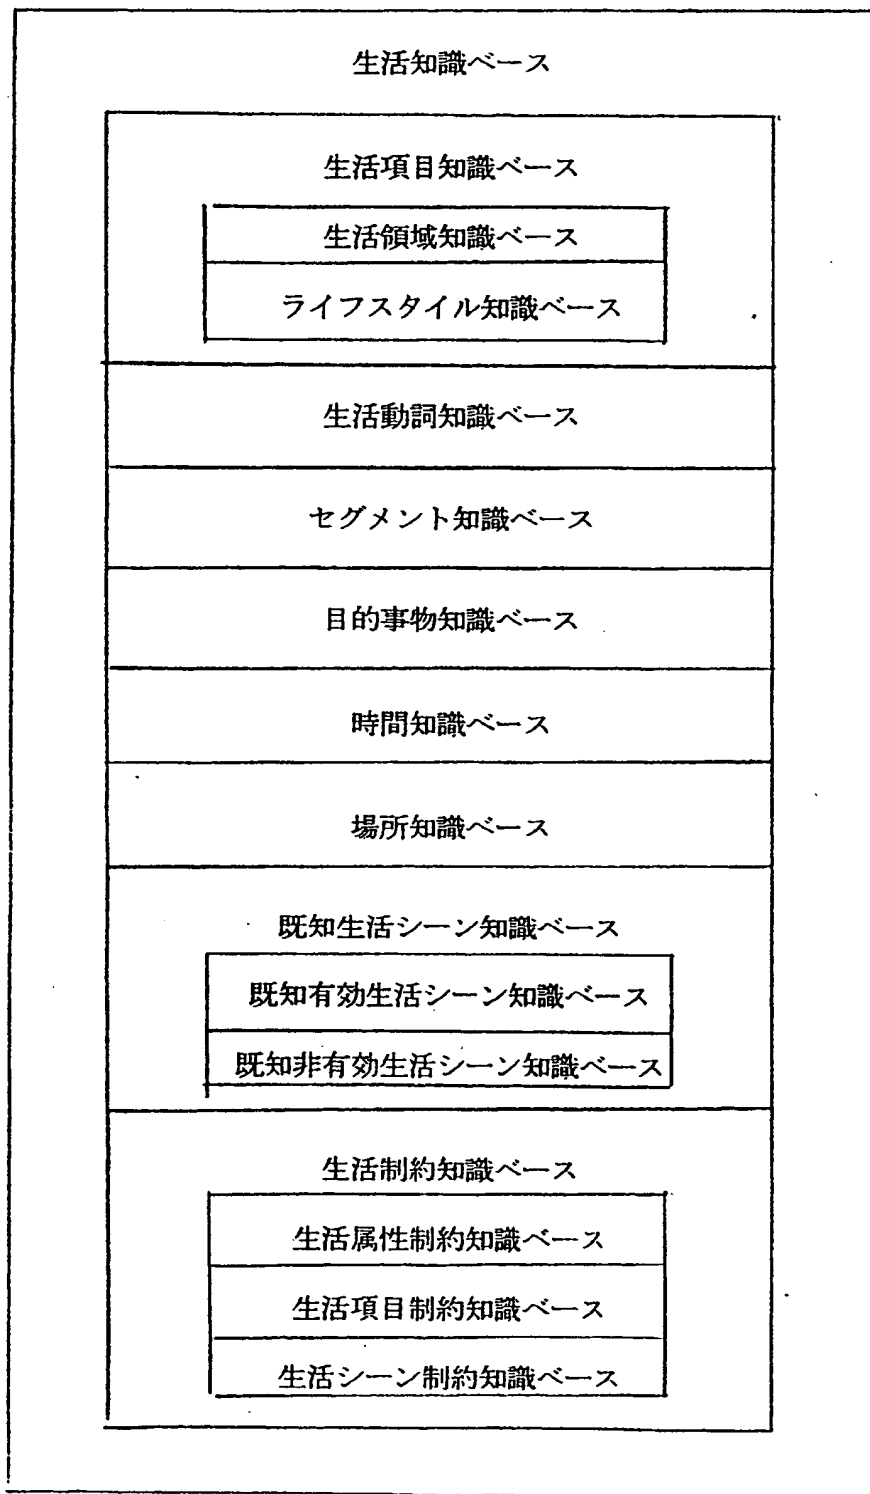 生活知識ベース
生活項目知識ベース
生活領域知識ベース
ライフスタイル知識ベース
生活動詞知識ベース
セグメント知識ベース
目的事物知識ベース
時間知識ベース
場所知識ベース
既知生活シーン知識ベース
既知有効生活シーン知識ベース
既知非有効生活シーン知識ベース
生活制約知識ベース
生活属性制約知識ベース
生活項目制約知識ベース
生活シーン制約知識ベース